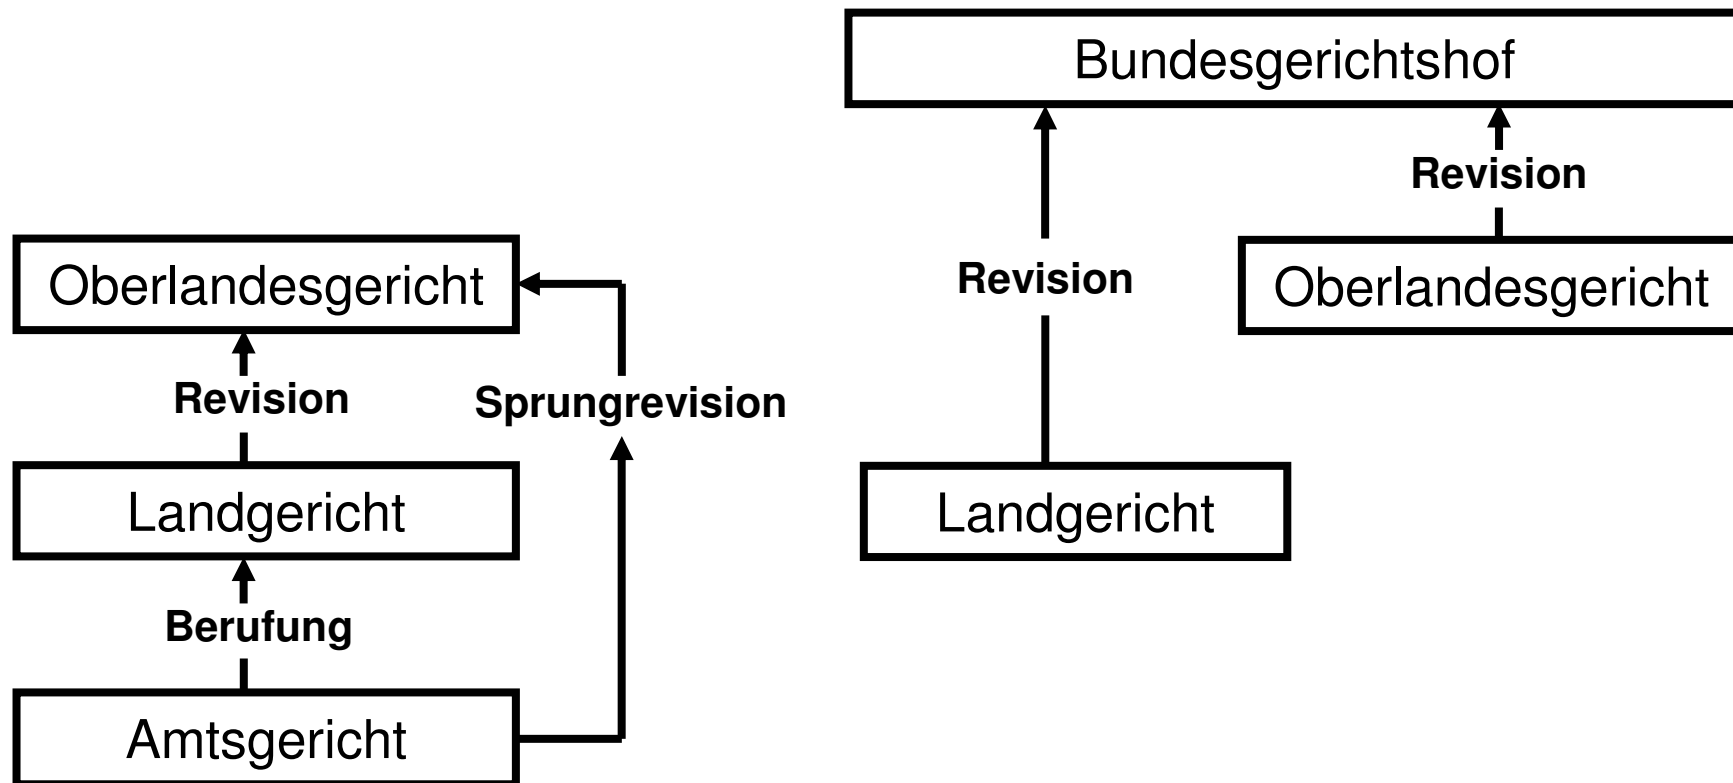 Bundesgerichtshof
Revision
Revision
Oberlandesgericht
Landgericht
Oberlandesgericht
Revision
Sprungrevision
Landgericht
Berufung
Amtsgericht